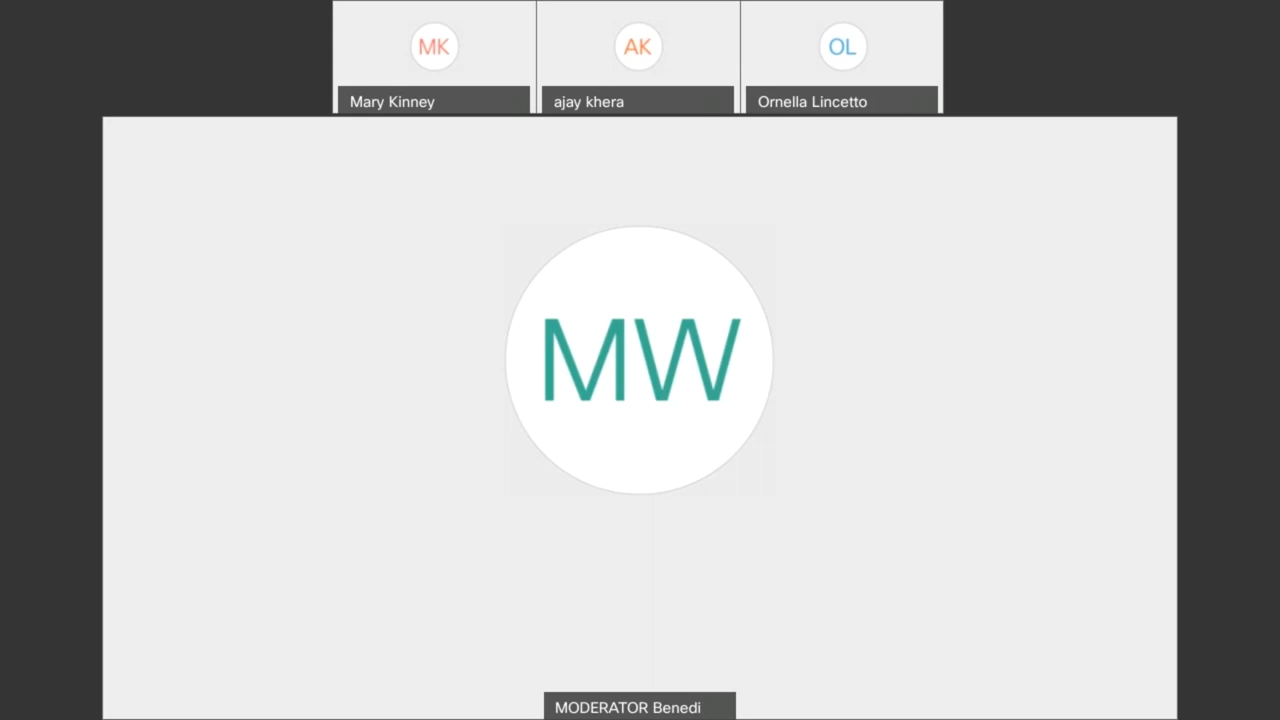 MK
AK
OL
Mary Kinney
ajay khera
Ornella Lincetto
MW
MODERATOR Benedi